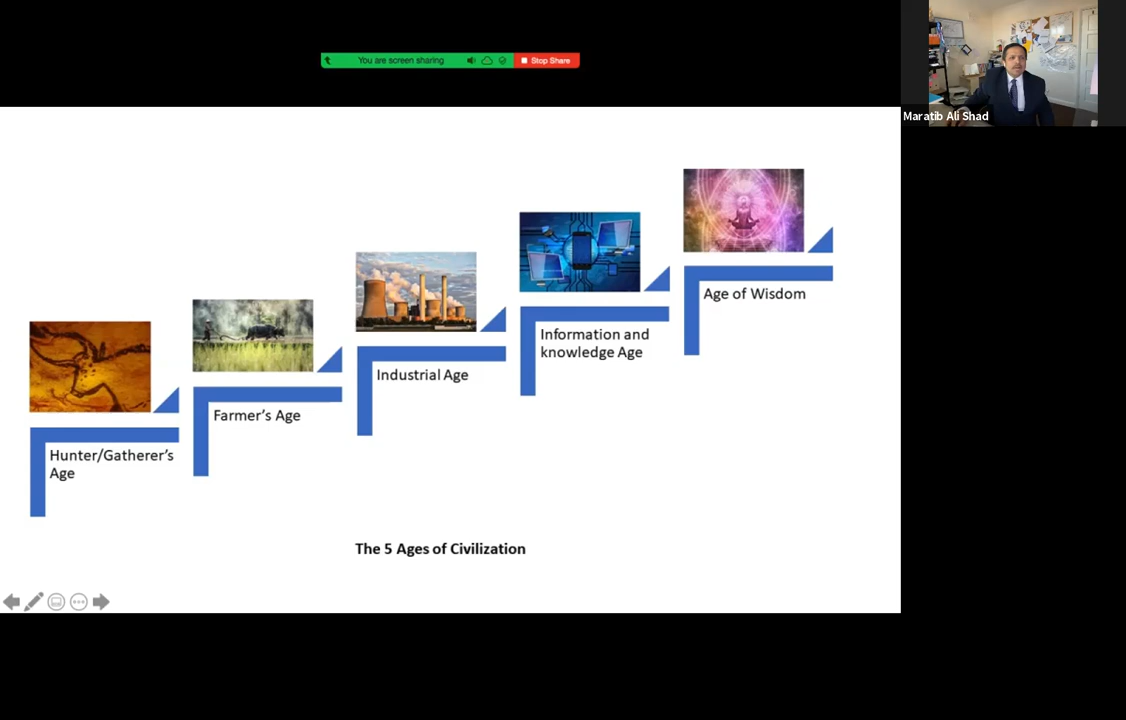 You are screen sharing
Stop Share
Maratib Ali Shad
Age of Wisdom
Information and
knowledge Age
Industrial Age
Farmer's Age
Hunter/Gatherer's
Age
The 5 Ages of Civilization